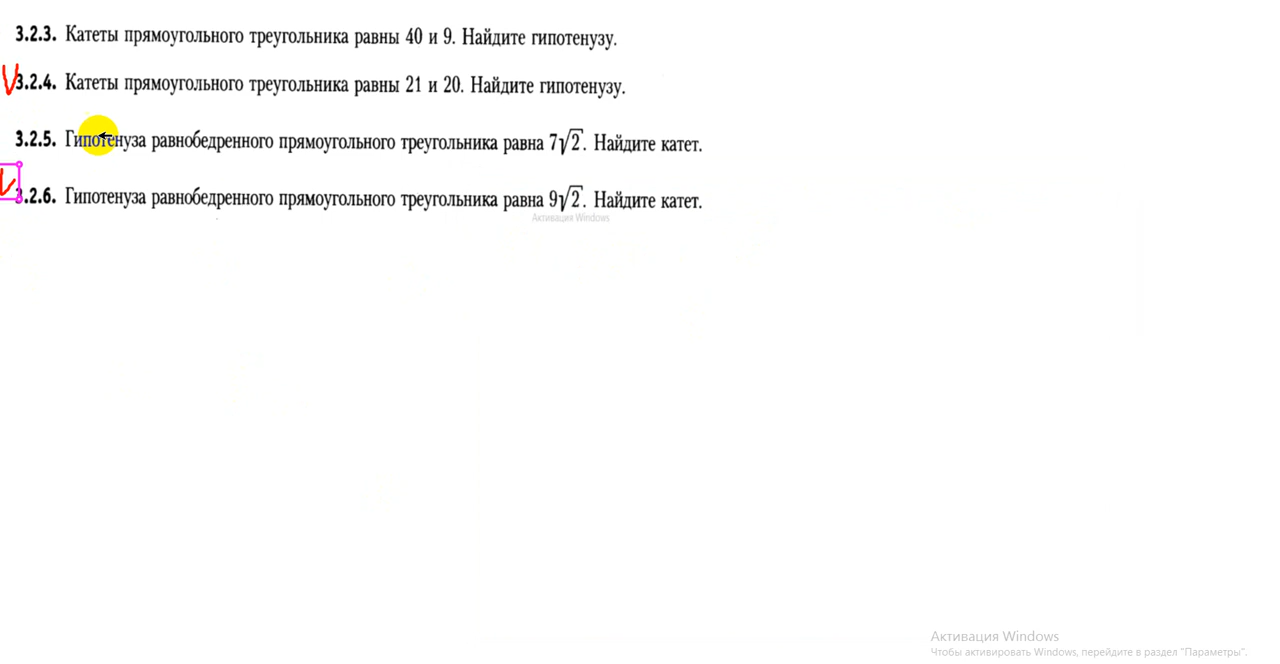 3.2.3. Катеты прямоугольного треугольника равны 40 и 9. Найдите гипотенузу.
3.2.4. Катеты прямоугольного треугольника равны 21 и 20. Найдите гипотенузу.
3.2.5. Гипотенуза равнобедренного прямоугольного треугольника равна 7√2. Найдите катет.
3.2.6. Гипотенуза равнобедренного прямоугольного треугольника равна 9√2. Найдите катет.
Активация Windows
Активация Windows
Чтобы активировать Windows, перейдите в раздел "Параметры".